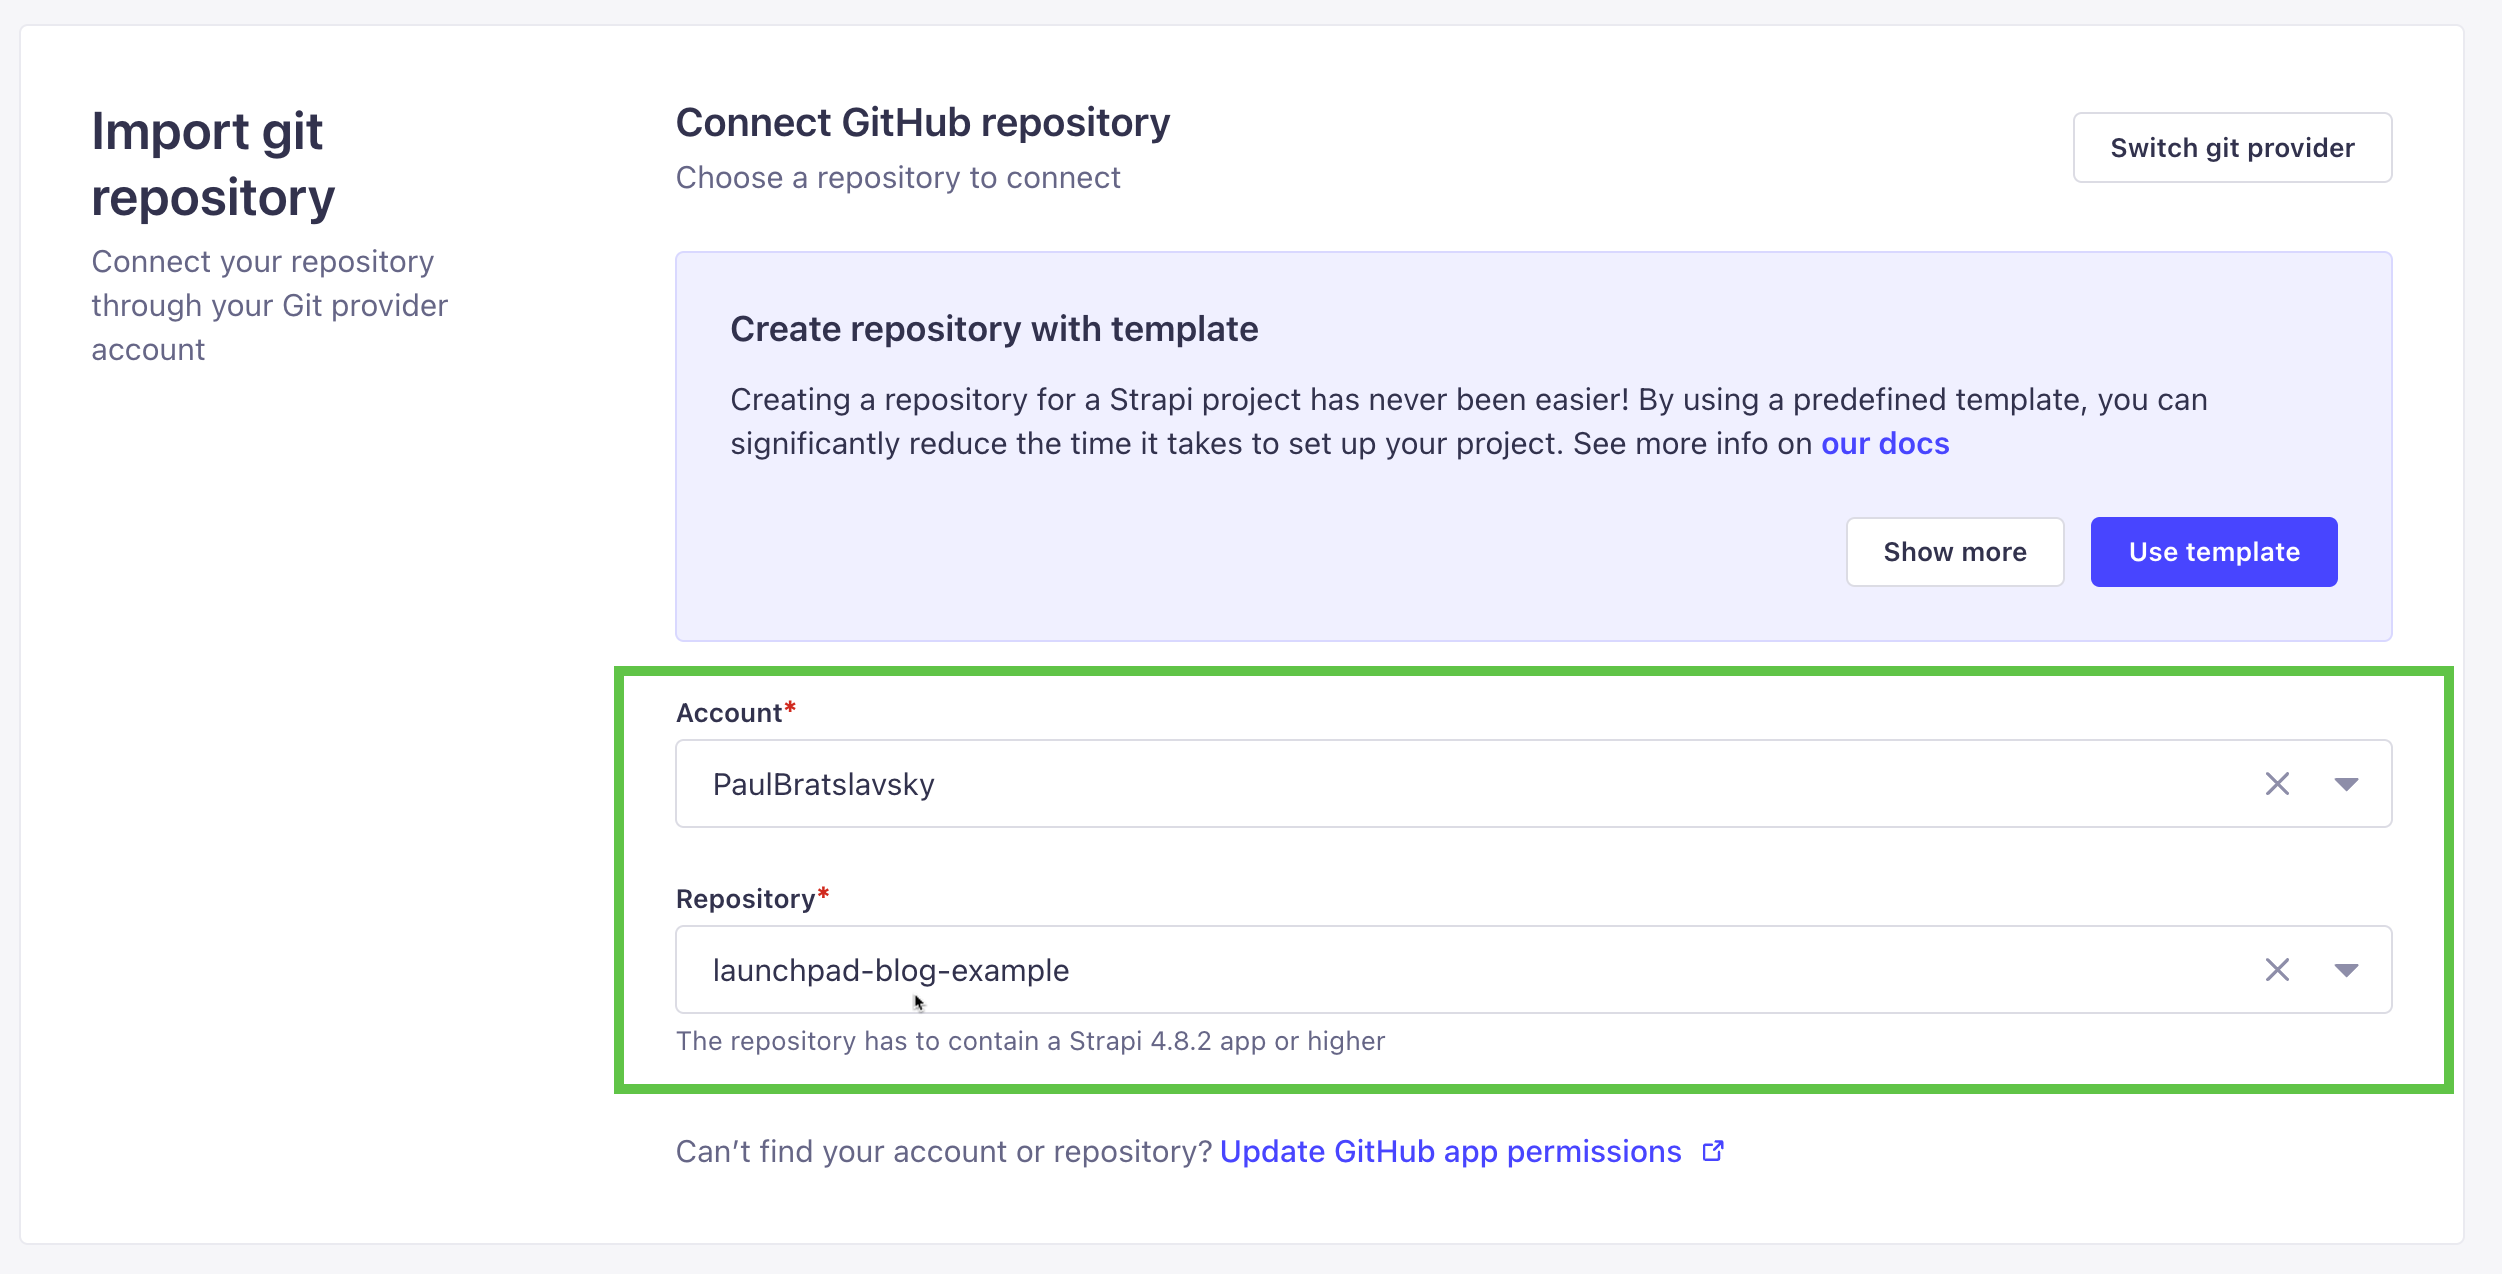 Import git
repository
Connect your repository
through your Git provider
account
Connect GitHub repository
Choose a repository to connect
Switch git provider
Create repository with template
Creating a repository for a Strapi project has never been easier! By using a predefined template, you can
significantly reduce the time it takes to set up your project. See more info on our docs
Show more
Use template
Account*
PaulBratslavsky
Repository*
launchpad-blog-example
The repository has to contain a Strapi 4.8.2 app or higher
Can’t find your account or repository? Update GitHub app permissions